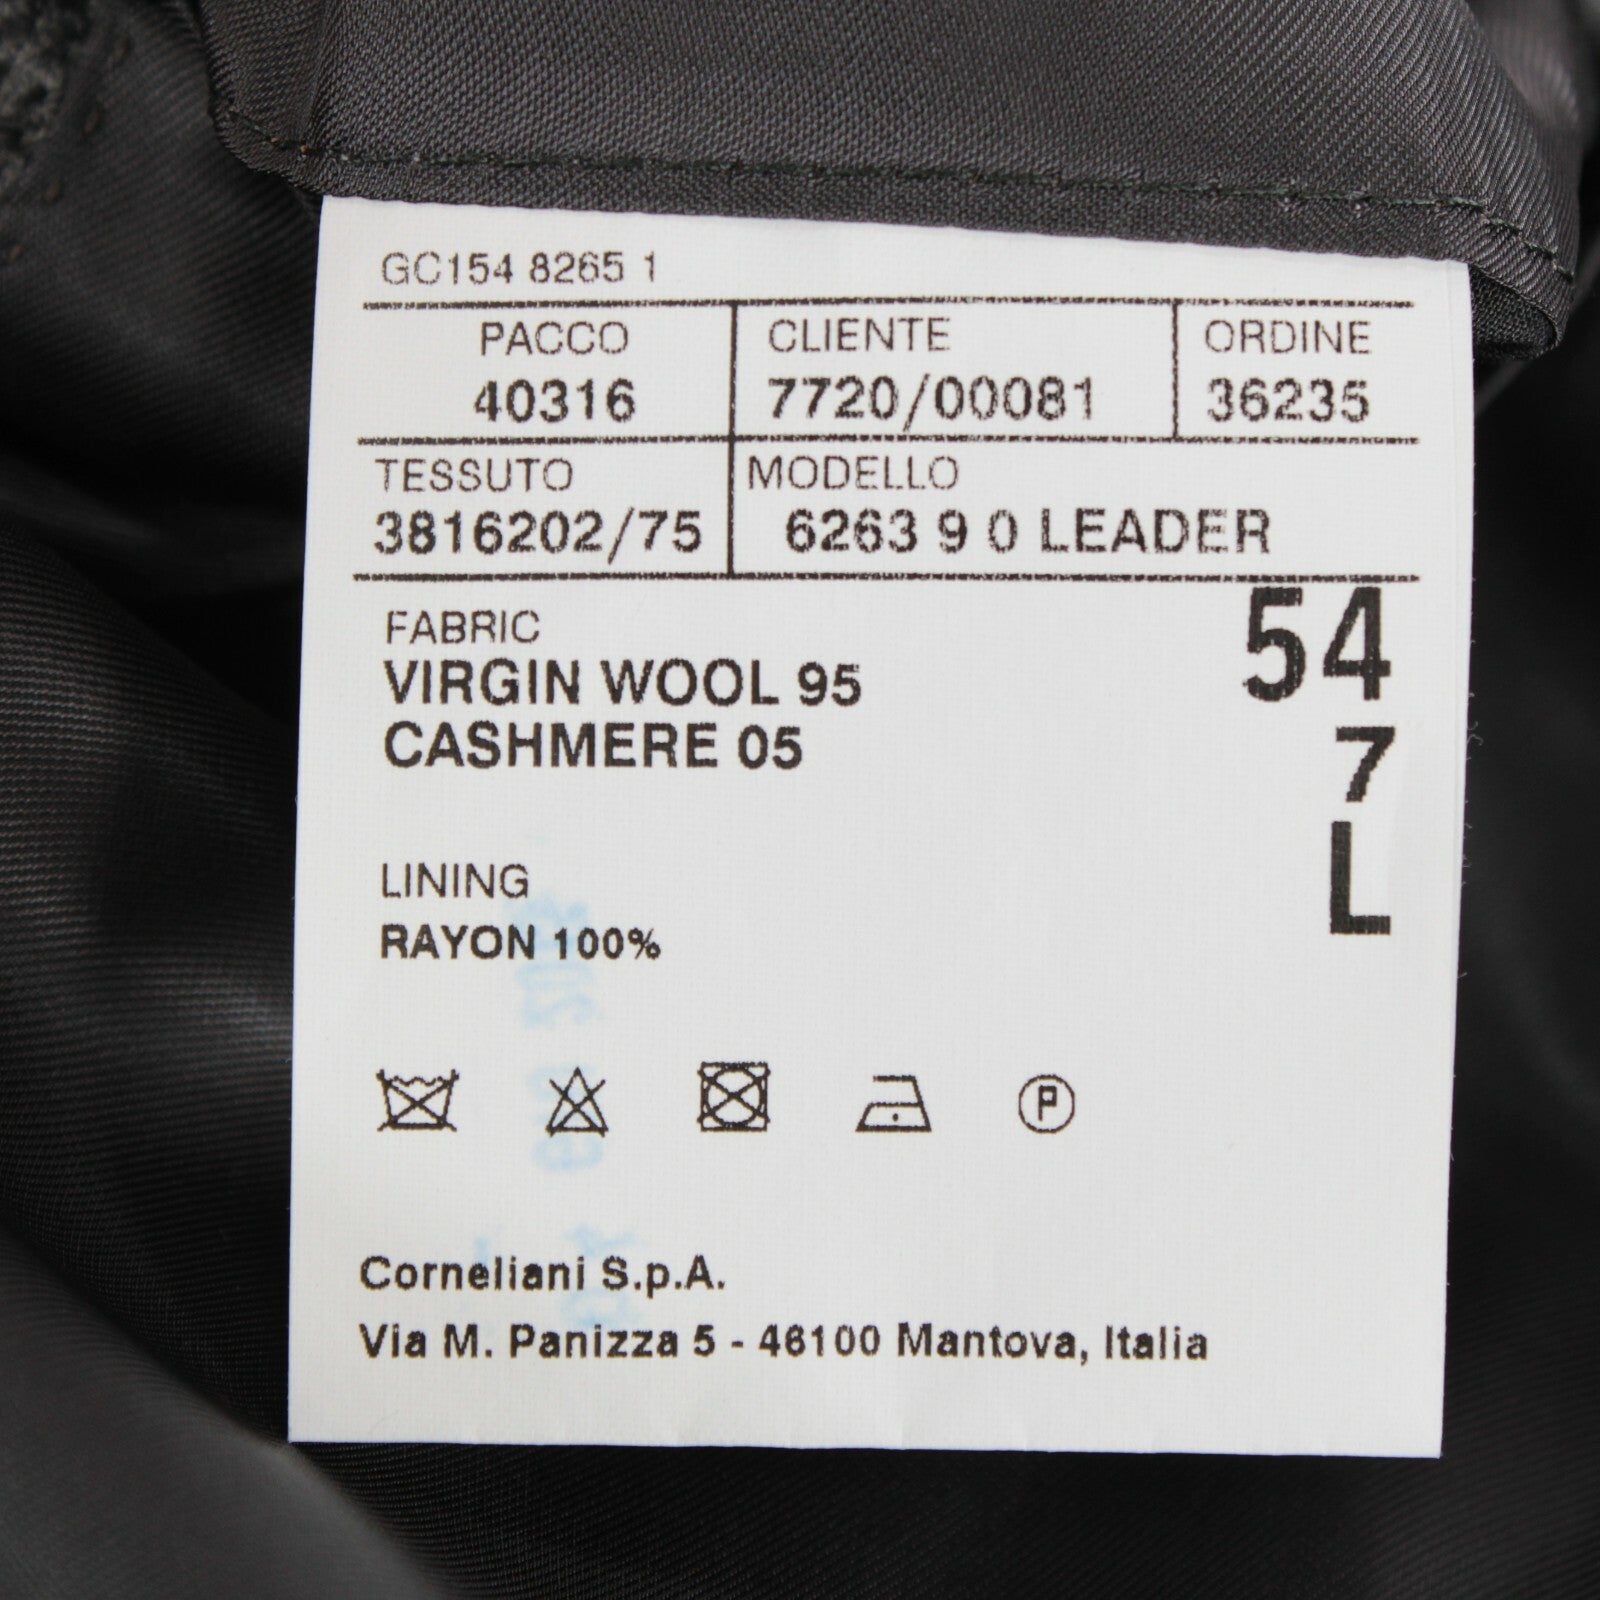 GC154 8265 1
PACCO CLIENTE ORDINE
40316 7720/00081 36235
TESSUTO MODELLO
3816202/75 6263 9 0 LEADER
FABRIC
VIRGIN WOOL 95
CASHMERE 05
54
7
L
LINING
RAYON 100%
P
Corneliani S.p.A.
Via M. Panizza 5 - 46100 Mantova, Italia